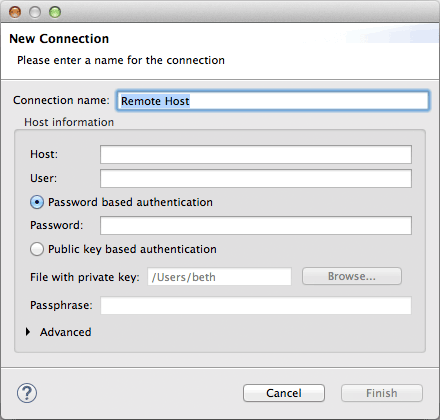 New Connection
Please enter a name for the connection
Connection name: Remote Host
Host information
Host:
User:
Password based authentication
Password:
Public key based authentication
File with private key: /Users/beth Browse...
Passphrase:
Advanced
? Cancel Finish